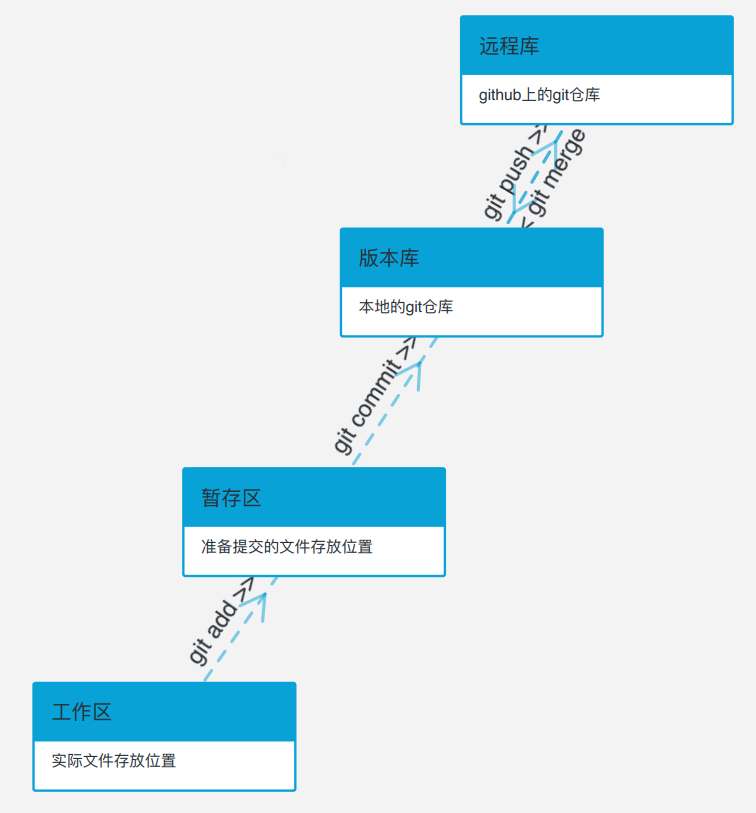 远程库
github上的git仓库
git push >>
<< git merge
版本库
本地的git仓库
git commit >>
暂存区
准备提交的文件存放位置
git add >>
工作区
实际文件存放位置